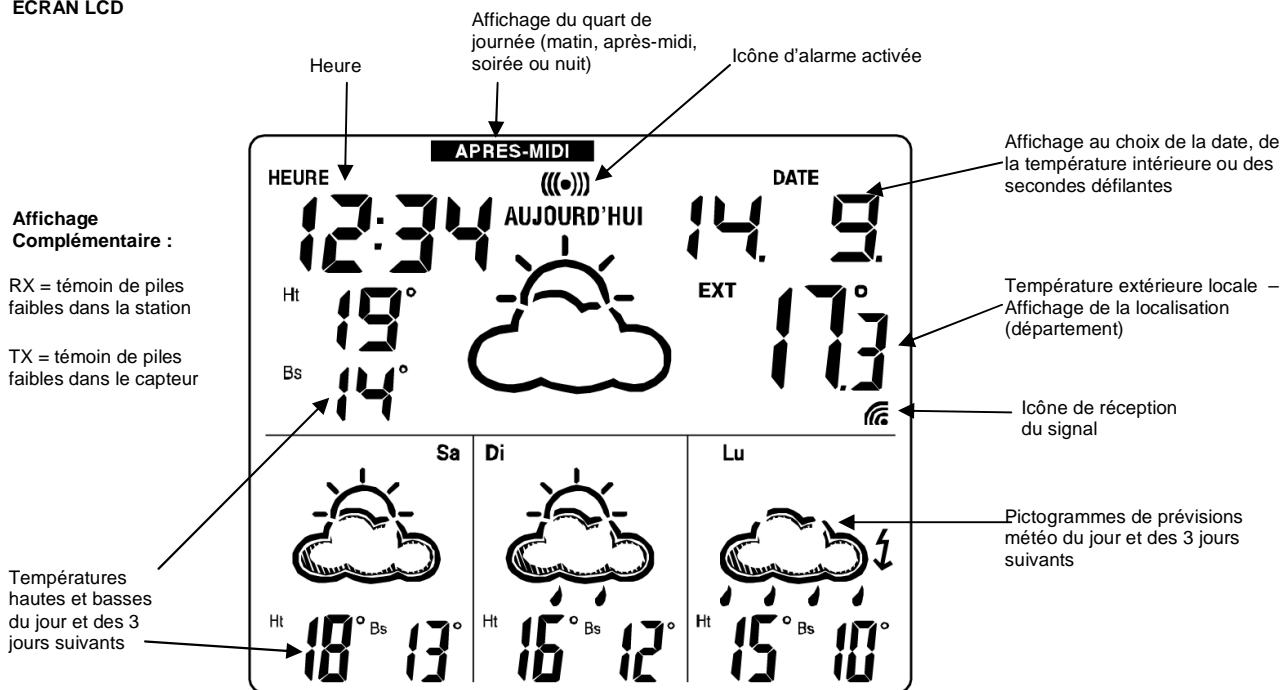 ECRAN LCD
Affichage du quart de
journée (matin, après-midi,
soirée ou nuit)
Heure
Icône d'alarme activée
Affichage au choix de la date, de
la température intérieure ou des
secondes défilantes
Affichage
Complémentaire :
RX = témoin de piles
faibles dans la station
TX = témoin de piles
faibles dans le capteur
APRES-MIDI
HEURE
DATE
12:34
AUJOURD'HUI
14. 9.
Ht
19°
EXT
17.3°
Bs
14°
Température extérieure locale –
Affichage de la localisation
(département)
Icône de réception
du signal
Sa
Di
Lu
Pictogrammes de prévisions
météo du jour et des 3 jours
suivants
Températures
hautes et basses
du jour et des 3
jours suivants
Ht 18° Bs 13°
Ht 16° Bs 12°
Ht 15° Bs 10°